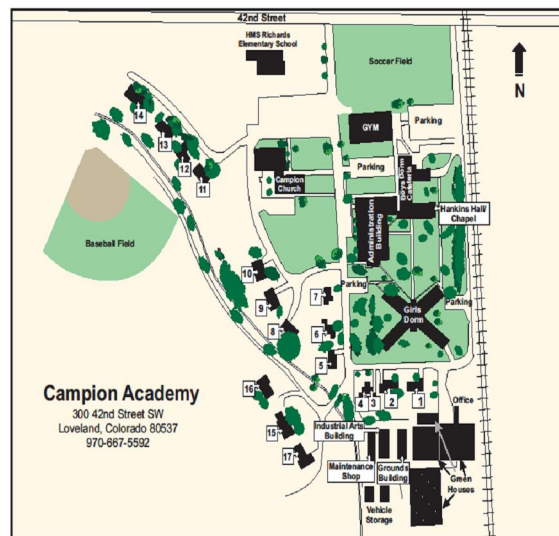 42nd Street
HMS Richards
Elementary School
Soccer Field
N
GYM
Parking
14
13
12
11
Parking
Campion
Church
Boys Dorm
Cafeteria
Hankins Hall/
Chapel
Administration
Building
Baseball Field
10
9
8
7
6
5
Parking
Girls
Dorm
Parking
Campion Academy
300 42nd Street SW
Loveland, Colorado 80537
970-667-5592
16
15
17
4
3
2
1
Office
Industrial Arts
Building
Maintenance
Shop
Grounds
Building
Green
Houses
Vehicle
Storage